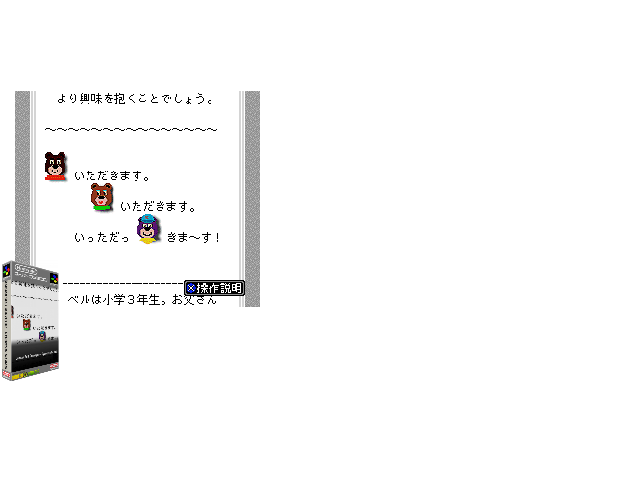 より興味を抱くことでしょう。
～～～～～～～～～～～～～～～
いただきます。
いただきます。
いっただっ きま～す！
--------------------
ベルは小学３年生。お父さん
操作説明